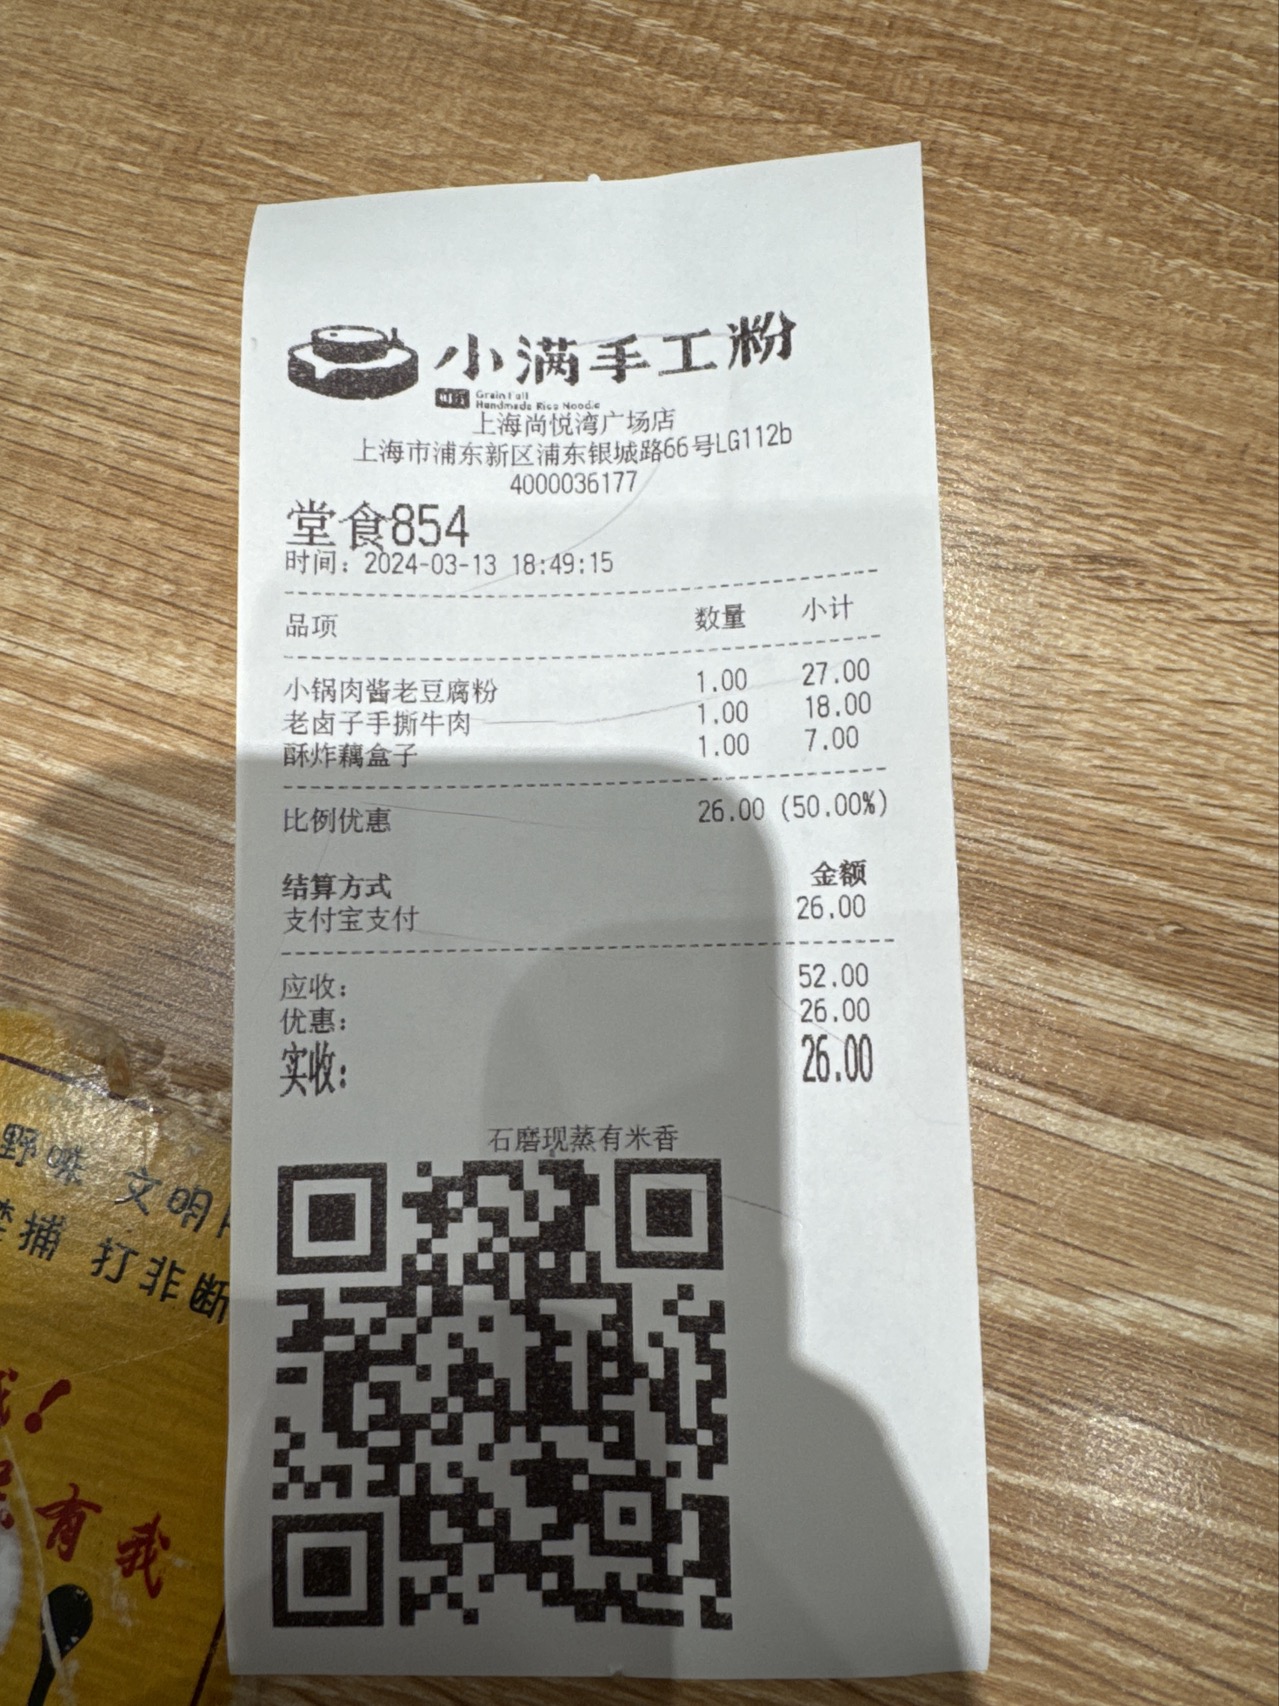 小满手工粉
Grain Full
Handmade Rice Noodle
上海尚悦湾广场店
上海市浦东新区浦东银城路66号LG112b
4000036177
堂食854
时间：2024-03-13 18:49:15
品项 数量 小计
小锅肉酱老豆腐粉 1.00 27.00
老卤子手撕牛肉 1.00 18.00
酥炸藕盒子 1.00 7.00
比例优惠 26.00 (50.00%)
结算方式 金额
支付宝支付 26.00
应收： 52.00
优惠： 26.00
实收： 26.00
石磨现蒸有米香
野味 文明
捕 打非断
！
有我